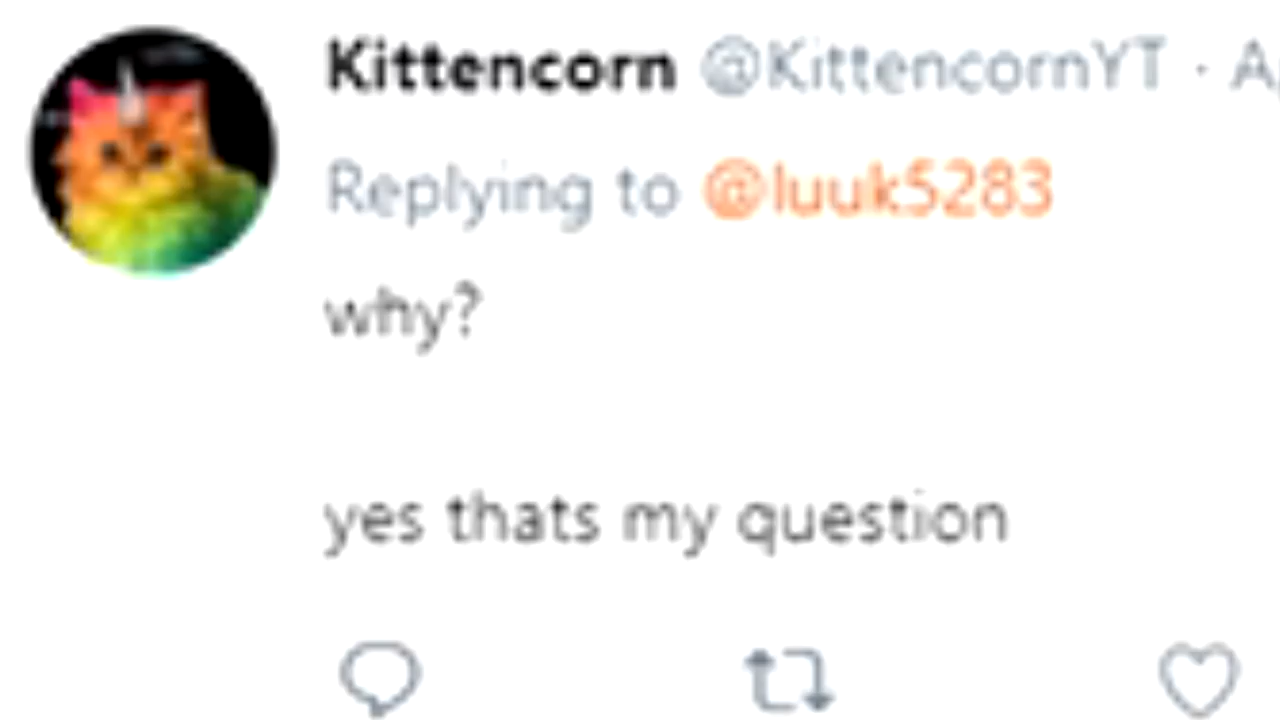 Kittencorn @KittencornYT ·
Replying to @luuk5283
why?
yes thats my question